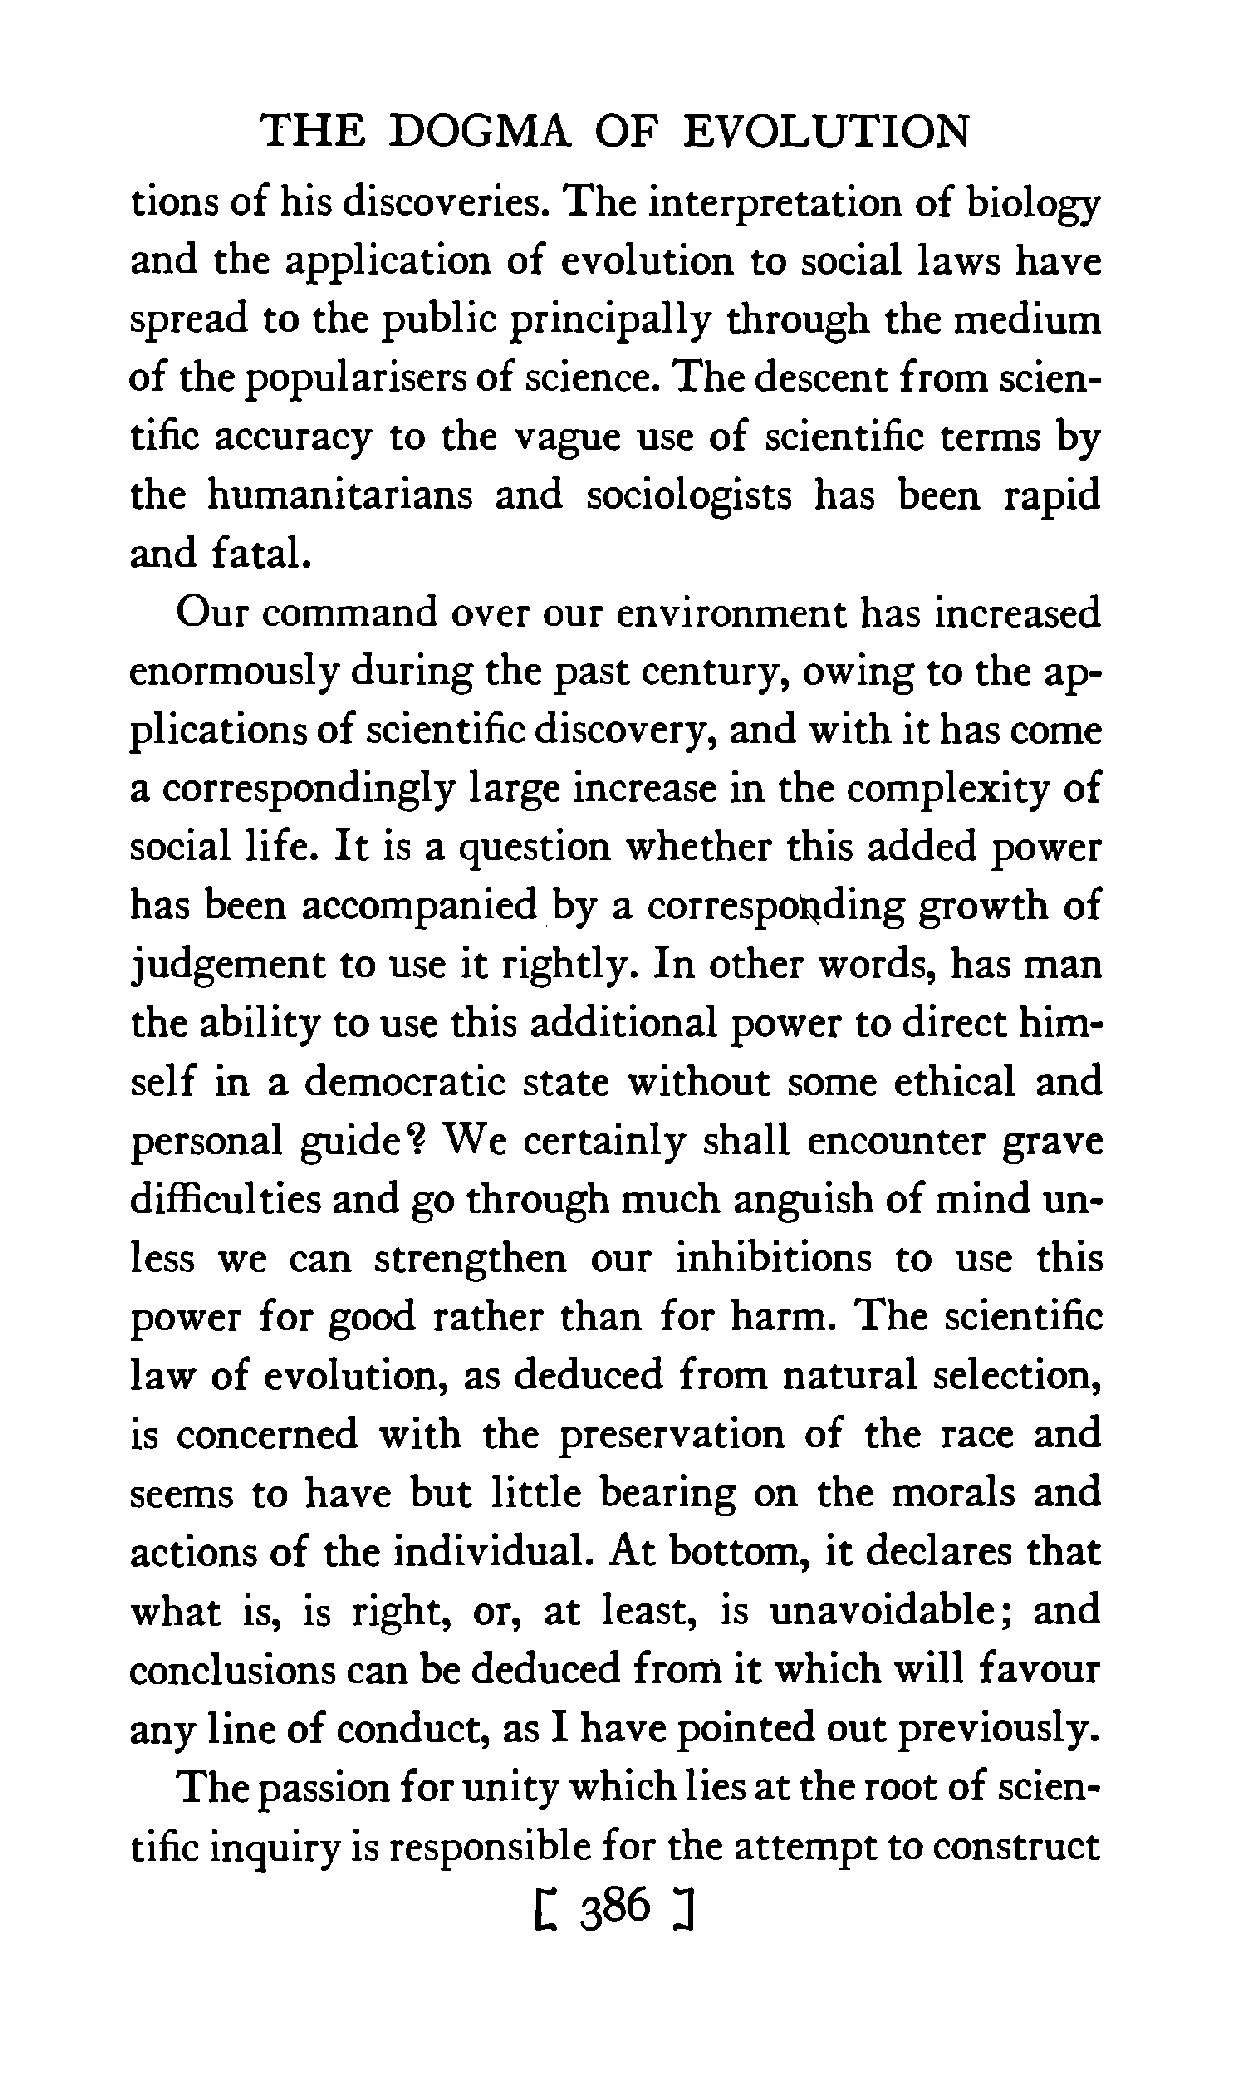 THE DOGMA OF EVOLUTION
tions of his discoveries. The interpretation of biology
and the application of evolution to social laws have
spread to the public principally through the medium
of the popularisers of science. The descent from scien-
tific accuracy to the vague use of scientific terms by
the humanitarians and sociologists has been rapid
and fatal.
Our command over our environment has increased
enormously during the past century, owing to the ap-
plications of scientific discovery, and with it has come
a correspondingly large increase in the complexity of
social life. It is a question whether this added power
has been accompanied by a corresponding growth of
judgement to use it rightly. In other words, has man
the ability to use this additional power to direct him-
self in a democratic state without some ethical and
personal guide? We certainly shall encounter grave
difficulties and go through much anguish of mind un-
less we can strengthen our inhibitions to use this
power for good rather than for harm. The scientific
law of evolution, as deduced from natural selection,
is concerned with the preservation of the race and
seems to have but little bearing on the morals and
actions of the individual. At bottom, it declares that
what is, is right, or, at least, is unavoidable; and
conclusions can be deduced from it which will favour
any line of conduct, as I have pointed out previously.
The passion for unity which lies at the root of scien-
tific inquiry is responsible for the attempt to construct
[ 386 ]